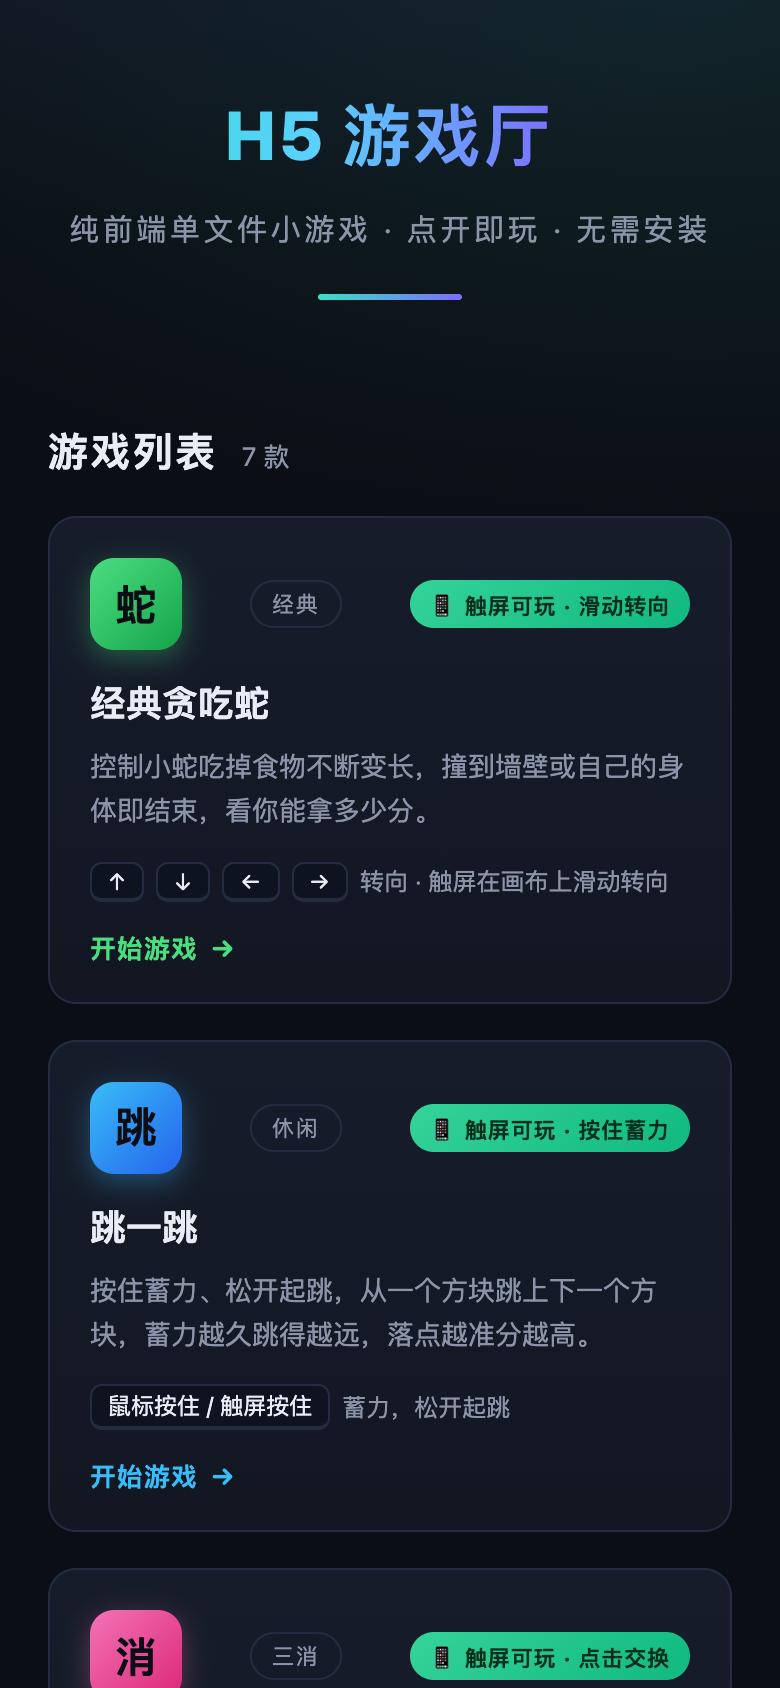 H5 游戏厅
纯前端单文件小游戏 · 点开即玩 · 无需安装
游戏列表 7 款
蛇 经典 📱 触屏可玩 · 滑动转向
经典贪吃蛇
控制小蛇吃掉食物不断变长，撞到墙壁或自己的身
体即结束，看你能拿多少分。
↑ ↓ ← → 转向 · 触屏在画布上滑动转向
开始游戏 →
跳 休闲 📱 触屏可玩 · 按住蓄力
跳一跳
按住蓄力、松开起跳，从一个方块跳上下一个方
块，蓄力越久跳得越远，落点越准分越高。
鼠标按住 / 触屏按住 蓄力，松开起跳
开始游戏 →
消 三消 📱 触屏可玩 · 点击交换